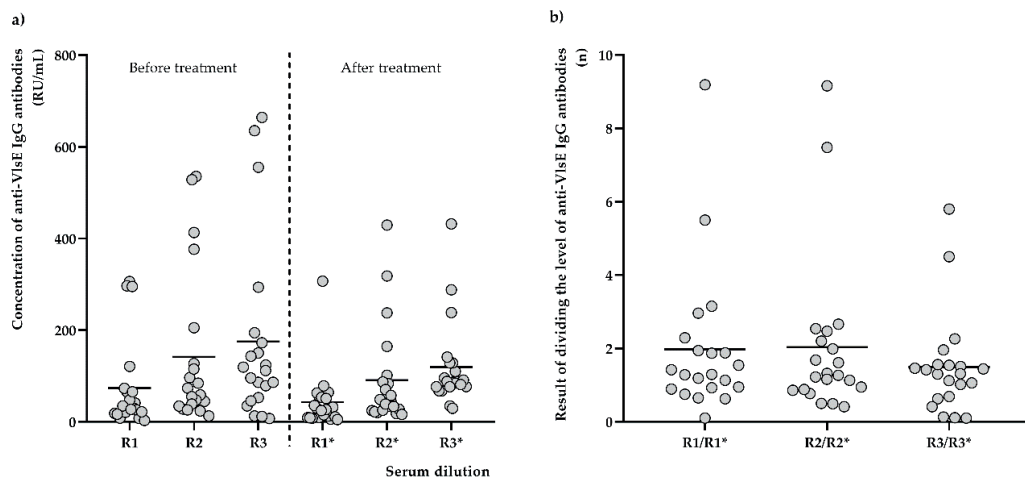 a)
Concentration of anti-VlsE IgG antibodies
(RU/mL)
800
600
400
200
0
Before treatment
After treatment
R1
R2
R3
R1*
R2*
R3*
Serum dilution
b)
Result of dividing the level of anti-VlsE IgG antibodies
(n)
10
8
6
4
2
0
R1/R1*
R2/R2*
R3/R3*